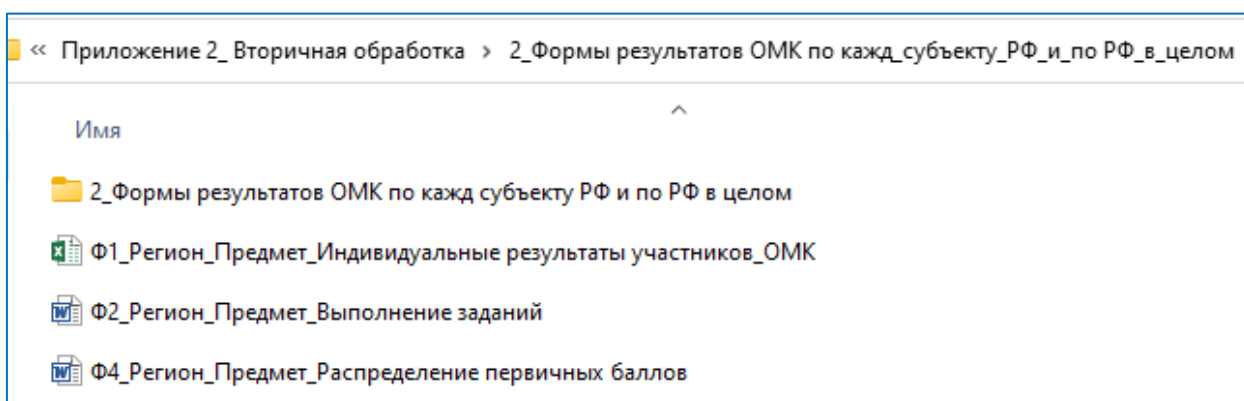 « Приложение 2_ Вторичная обработка › 2_Формы результатов ОМК по кажд_субъекту_РФ_и_по РФ_в_целом
Имя
2_Формы результатов ОМК по кажд субъекту РФ и по РФ в целом
Ф1_Регион_Предмет_Индивидуальные результаты участников_ОМК
Ф2_Регион_Предмет_Выполнение заданий
Ф4_Регион_Предмет_Распределение первичных баллов